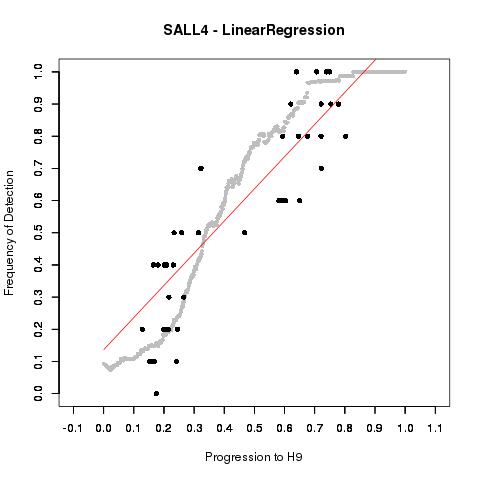 SALL4 - LinearRegression
Frequency of Detection
1.0
0.9
0.8
0.7
0.6
0.5
0.4
0.3
0.2
0.1
0.0
-0.1 0.0 0.1 0.2 0.3 0.4 0.5 0.6 0.7 0.8 0.9 1.0 1.1
Progression to H9